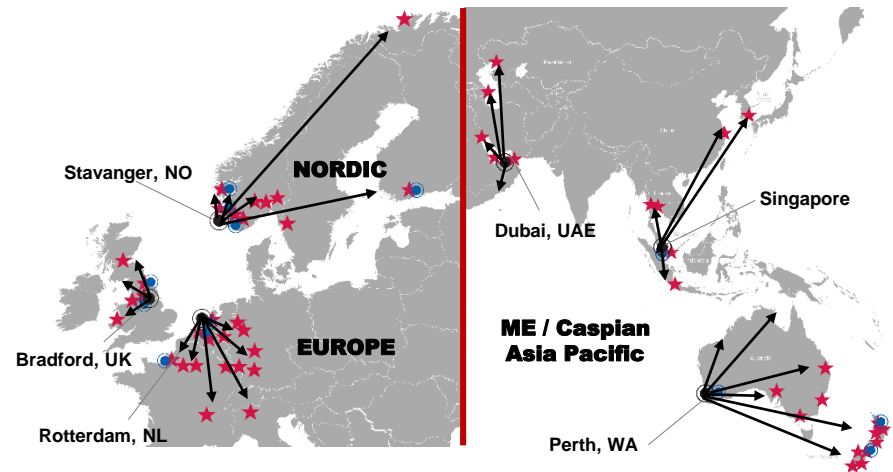 Stavanger, NO
NORDIC
Bradford, UK
EUROPE
Rotterdam, NL
Dubai, UAE
Singapore
ME / Caspian
Asia Pacific
Perth, WA